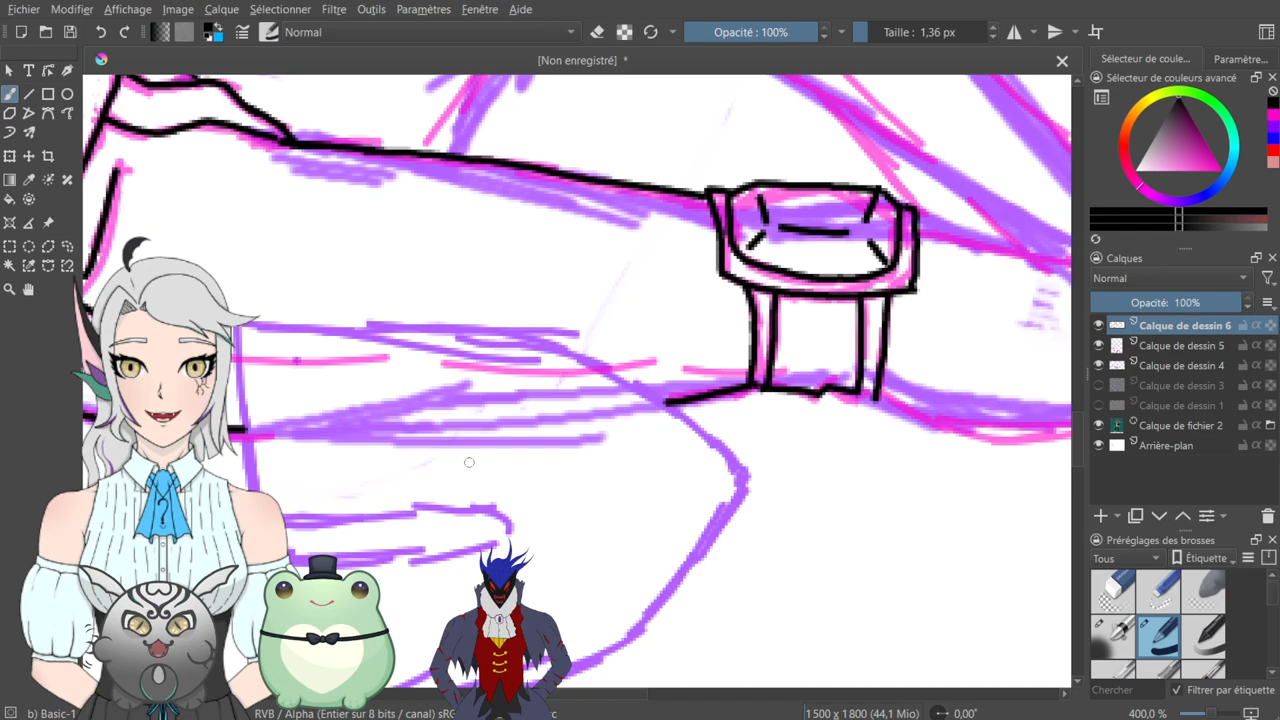 Fichier Modifier Affichage Image Calque Sélectionner Filtre Outils Paramètres Fenêtre Aide
Normal Opacité : 100% Taille : 1,36 px
[Non enregistré] *
Sélecteur de coule... Paramètre...
Sélecteur de couleurs avancé
Calques
Normal
Opacité: 100%
Calque de dessin 6
Calque de dessin 5
Calque de dessin 4
Calque de dessin 3
Calque de dessin 1
Calque de fichier 2
Arrière-plan
Préréglages des brosses
Tous Étiquette
Chercher Filtrer par étiquette
b) Basic-1 RVB / Alpha (Entier sur 8 bits / canal) sRG 1 500 x 1 800 (44,1 Mio) 0,00° 400,0 %